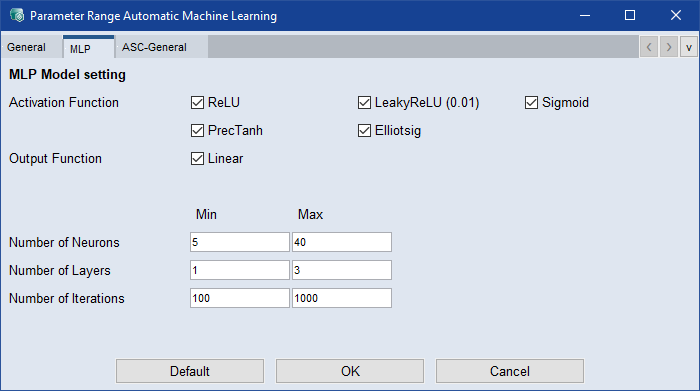 Parameter Range Automatic Machine Learning
General MLP ASC-General v
MLP Model setting
Activation Function ReLU LeakyReLU (0.01) Sigmoid
PrecTanh Elliotsig
Output Function Linear
Min Max
Number of Neurons 5 40
Number of Layers 1 3
Number of Iterations 100 1000
Default OK Cancel